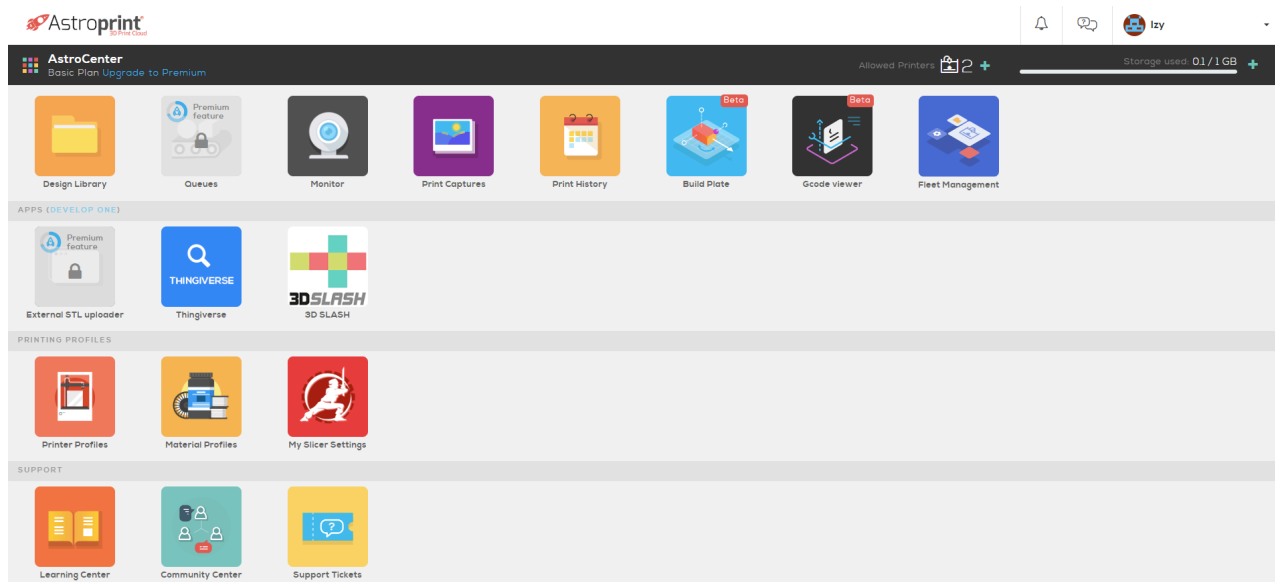 Astroprint
3D Print Cloud
Izy
AstroCenter
Basic Plan Upgrade to Premium
Allowed Printers 2 +
Storage used: 0.1 / 1 GB +
Premium
feature
Beta
Beta
Design Library
Queues
Monitor
Print Captures
Print History
Build Plate
Gcode viewer
Fleet Management
APPS (DEVELOP ONE)
Premium
feature
THINGIVERSE
3DSLASH
External STL uploader
Thingiverse
3D SLASH
PRINTING PROFILES
Printer Profiles
Material Profiles
My Slicer Settings
SUPPORT
Learning Center
Community Center
Support Tickets